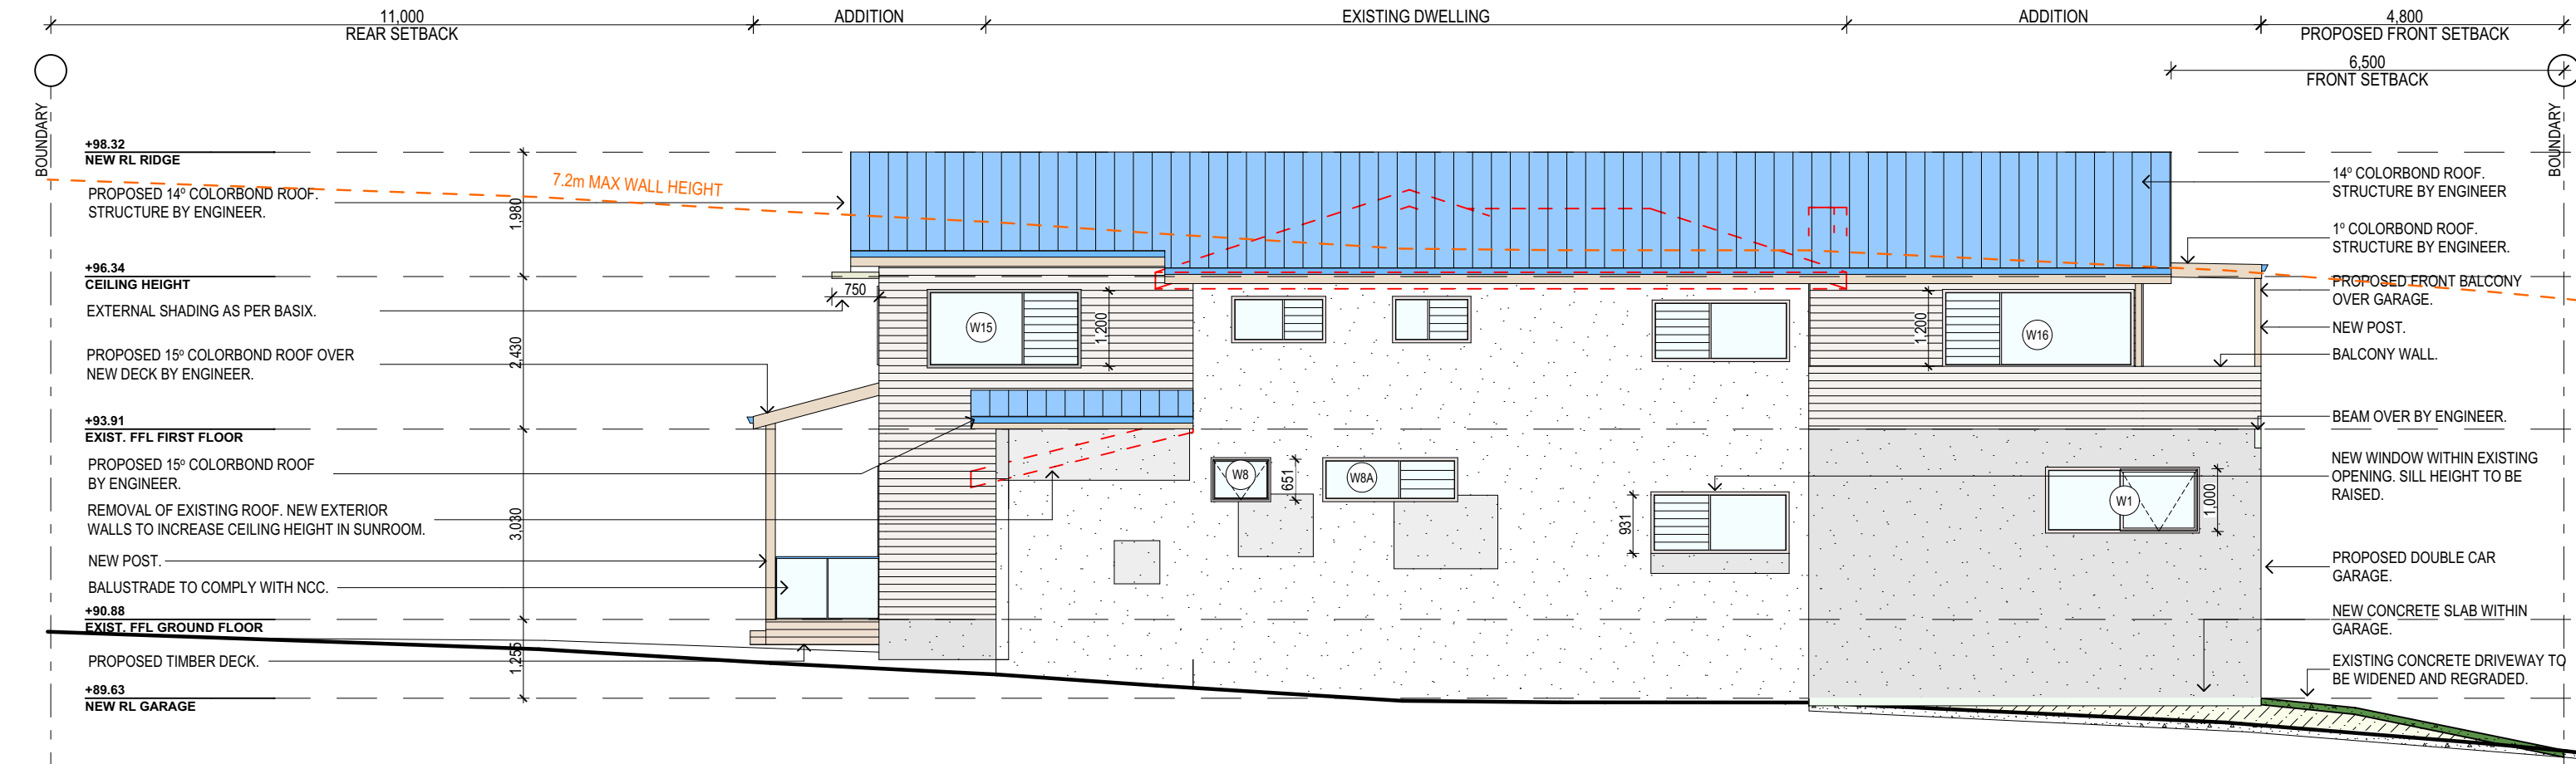 11,000
REAR SETBACK
ADDITION
EXISTING DWELLING
ADDITION
4,800
PROPOSED FRONT SETBACK
6,500
FRONT SETBACK
BOUNDARY
BOUNDARY
+98.32
NEW RL RIDGE
7.2m MAX WALL HEIGHT
PROPOSED 14º COLORBOND ROOF.
STRUCTURE BY ENGINEER.
1,980
+96.34
CEILING HEIGHT
750
EXTERNAL SHADING AS PER BASIX.
PROPOSED 15º COLORBOND ROOF OVER
NEW DECK BY ENGINEER.
2,430
+93.91
EXIST. FFL FIRST FLOOR
PROPOSED 15º COLORBOND ROOF
BY ENGINEER.
REMOVAL OF EXISTING ROOF. NEW EXTERIOR
WALLS TO INCREASE CEILING HEIGHT IN SUNROOM.
3,030
NEW POST.
BALUSTRADE TO COMPLY WITH NCC.
+90.88
EXIST. FFL GROUND FLOOR
PROPOSED TIMBER DECK.
1,255
+89.63
NEW RL GARAGE
W15
1,200
W8
651
W8A
931
1,200
W16
W1
1,000
14º COLORBOND ROOF.
STRUCTURE BY ENGINEER
1º COLORBOND ROOF.
STRUCTURE BY ENGINEER.
PROPOSED FRONT BALCONY
OVER GARAGE.
NEW POST.
BALCONY WALL.
BEAM OVER BY ENGINEER.
NEW WINDOW WITHIN EXISTING
OPENING. SILL HEIGHT TO BE
RAISED.
PROPOSED DOUBLE CAR
GARAGE.
NEW CONCRETE SLAB WITHIN
GARAGE.
EXISTING CONCRETE DRIVEWAY TO
BE WIDENED AND REGRADED.